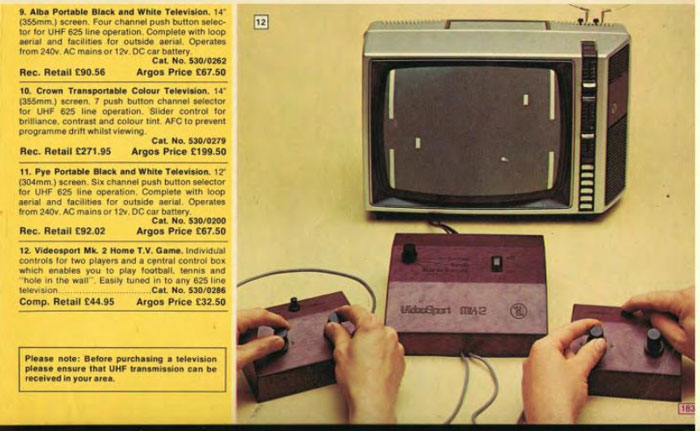 9. Alba Portable Black and White Television. 14"
(355mm.) screen. Four channel push button selec-
tor for UHF 625 line operation. Complete with loop
aerial and facilities for outside aerial. Operates
from 240v. AC mains or 12v. DC car battery.
Cat. No. 530/0262
Rec. Retail £90.56 Argos Price £67.50
10. Crown Transportable Colour Television. 14"
(355mm.) screen. 7 push button channel selector
for UHF 625 line operation. Slider control for
brilliance, contrast and colour tint. AFC to prevent
programme drift whilst viewing.
Cat. No. 530/0279
Rec. Retail £271.95 Argos Price £199.50
11. Pye Portable Black and White Television. 12"
(304mm.) screen. Six channel push button selector
for UHF 625 line operation. Complete with loop
aerial and facilities for outside aerial. Operates
from 240v. AC mains or 12v. DC car battery.
Cat. No. 530/0200
Rec. Retail £92.02 Argos Price £67.50
12. Videosport Mk. 2 Home T.V. Game. Individual
controls for two players and a central control box
which enables you to play football, tennis and
"hole in the wall". Easily tuned in to any 625 line
television..................Cat. No. 530/0286
Comp. Retail £44.95 Argos Price £32.50
Please note: Before purchasing a television
please ensure that UHF transmission can be
received in your area.
12
VideoSport MK2
183